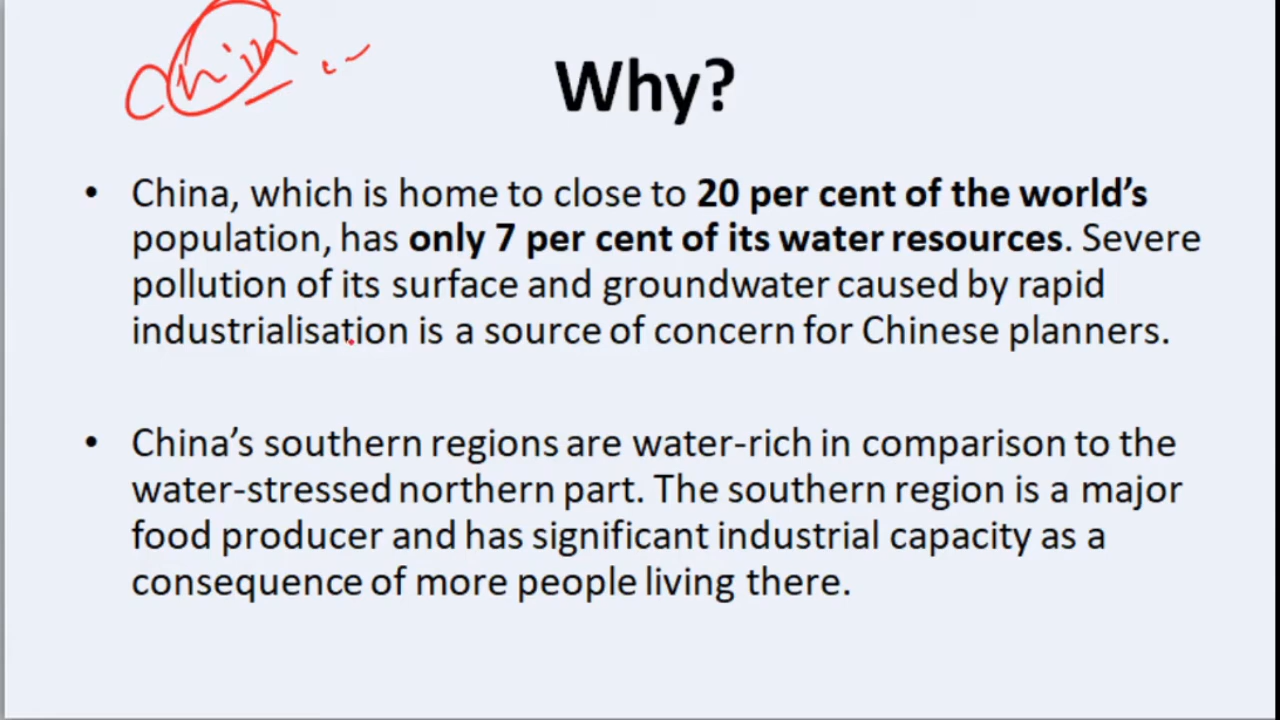 Chin
Why?
• China, which is home to close to 20 per cent of the world's
population, has only 7 per cent of its water resources. Severe
pollution of its surface and groundwater caused by rapid
industrialisation is a source of concern for Chinese planners.
• China's southern regions are water-rich in comparison to the
water-stressed northern part. The southern region is a major
food producer and has significant industrial capacity as a
consequence of more people living there.